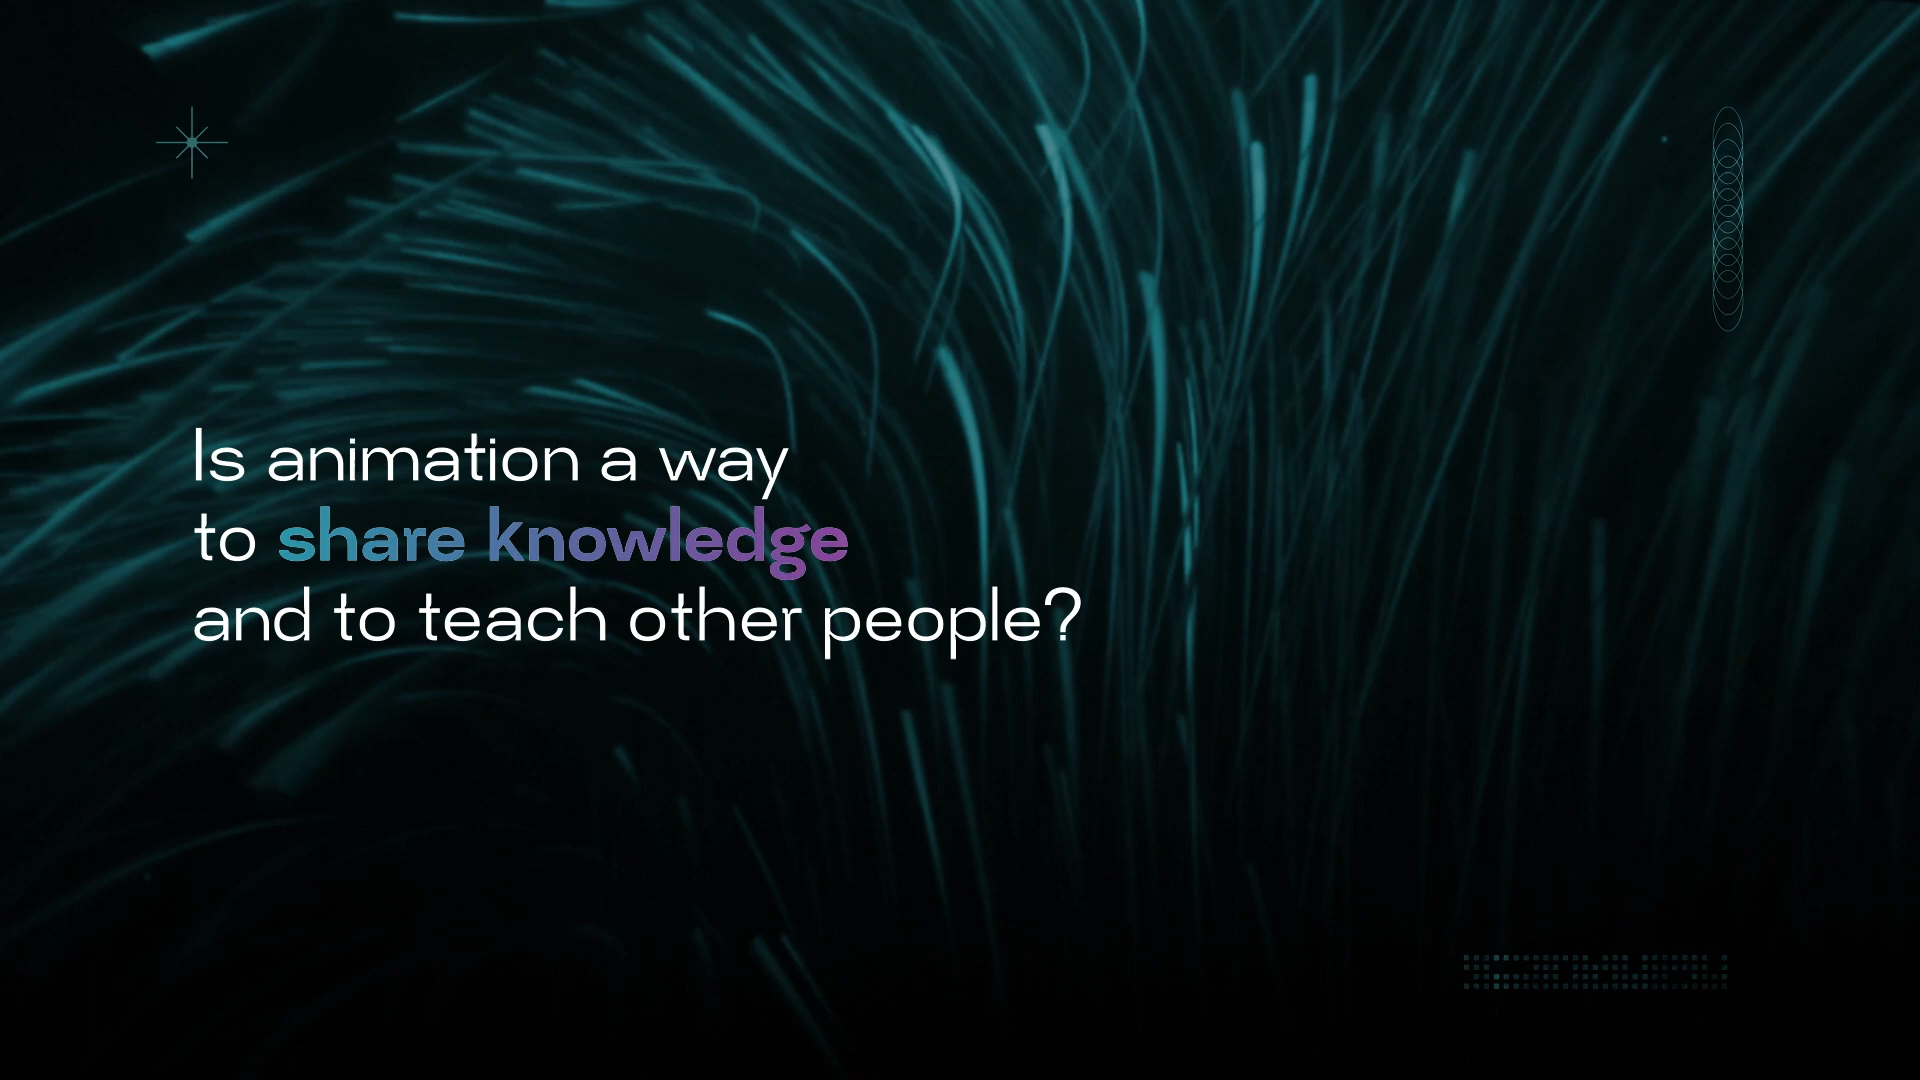 Is animation a way
to share knowledge
and to teach other people?